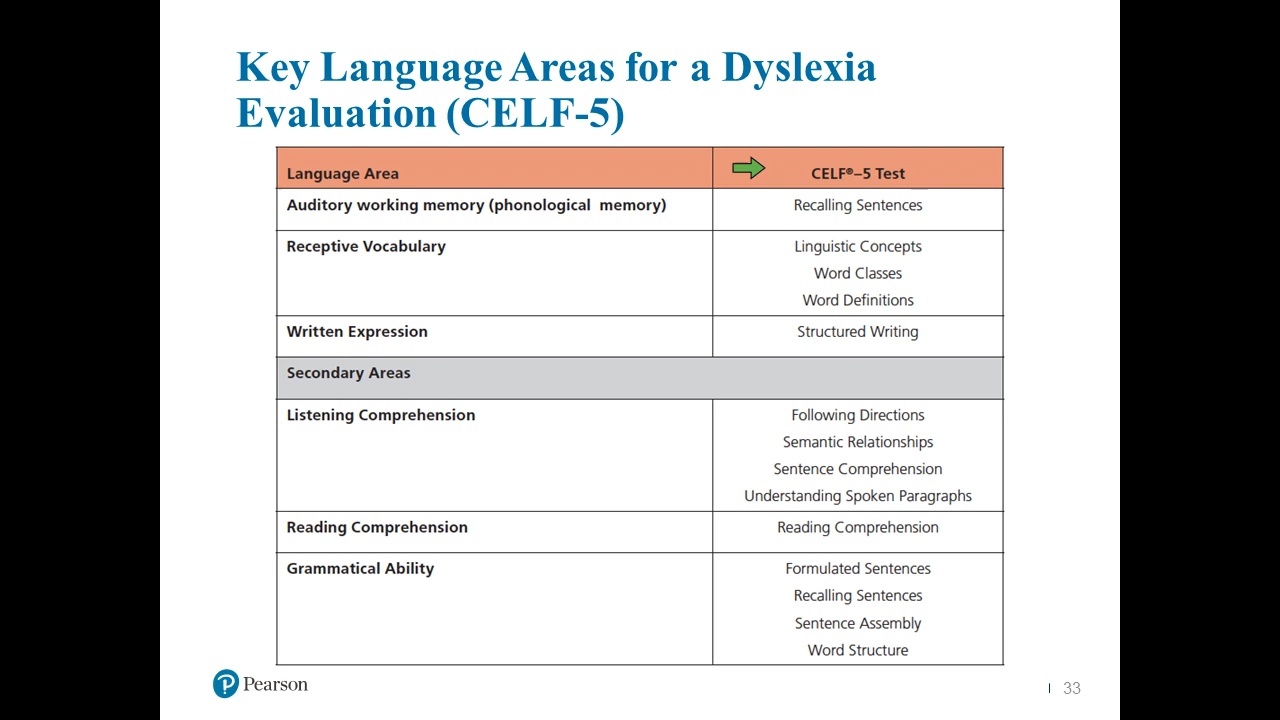 Key Language Areas for a Dyslexia
Evaluation (CELF-5)
Language Area
CELF®–5 Test
Auditory working memory (phonological memory)
Recalling Sentences
Receptive Vocabulary
Linguistic Concepts
Word Classes
Word Definitions
Written Expression
Structured Writing
Secondary Areas
Listening Comprehension
Following Directions
Semantic Relationships
Sentence Comprehension
Understanding Spoken Paragraphs
Reading Comprehension
Reading Comprehension
Grammatical Ability
Formulated Sentences
Recalling Sentences
Sentence Assembly
Word Structure
P Pearson
| 33